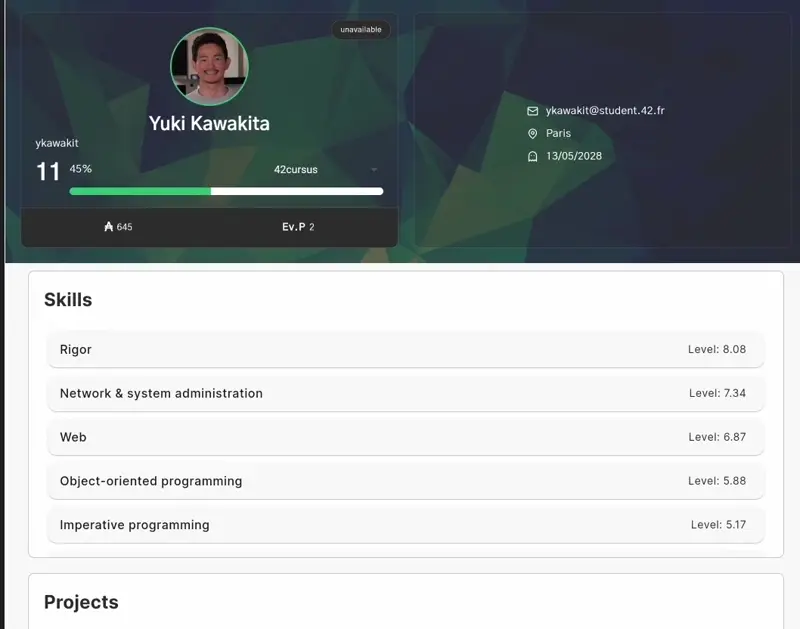 unavailable
Yuki Kawakita
ykawakit
11 45% 42cursus
645 Ev.P 2
ykawakit@student.42.fr
Paris
13/05/2028
Skills
Rigor Level: 8.08
Network & system administration Level: 7.34
Web Level: 6.87
Object-oriented programming Level: 5.88
Imperative programming Level: 5.17
Projects